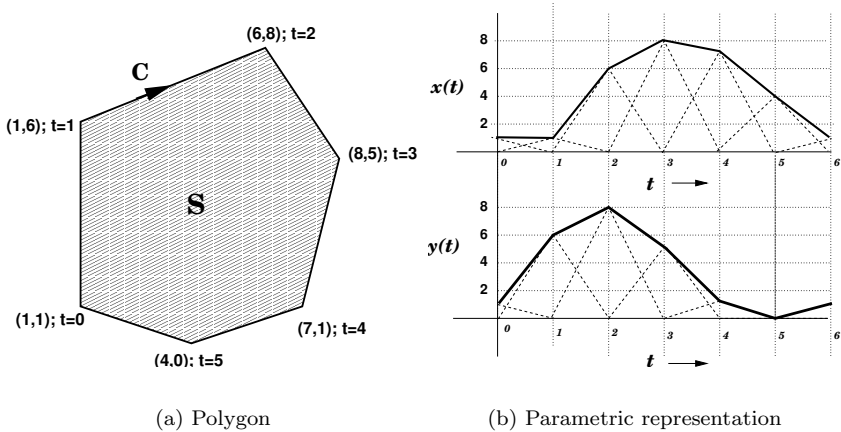 (6,8); t=2
C
(1,6); t=1
(8,5); t=3
S
(1,1); t=0
(7,1); t=4
(4,0); t=5
(a) Polygon
8
6
x(t)
4
2
0 1 2 3 4 5 6
t
8
6
y(t)
4
2
0 1 2 3 4 5 6
t
(b) Parametric representation